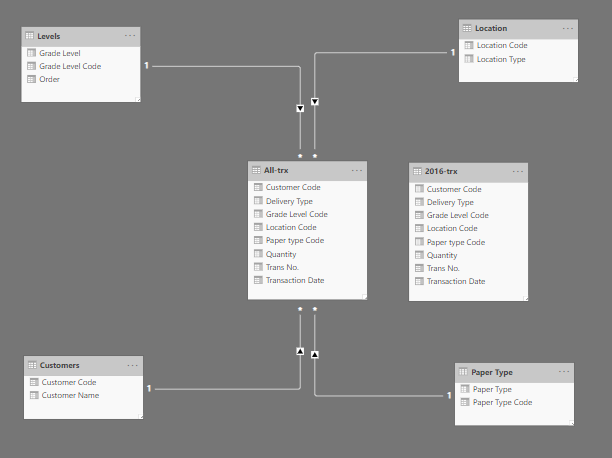 Levels ...
Grade Level
Grade Level Code
Order
Location ...
Location Code
Location Type
1
1
*
*
All-trx ...
Customer Code
Delivery Type
Grade Level Code
Location Code
Paper type Code
Quantity
Trans No.
Transaction Date
2016-trx ...
Customer Code
Delivery Type
Grade Level Code
Location Code
Paper type Code
Quantity
Trans No.
Transaction Date
*
*
Customers ...
Customer Code
Customer Name
1
1
Paper Type ...
Paper Type
Paper Type Code